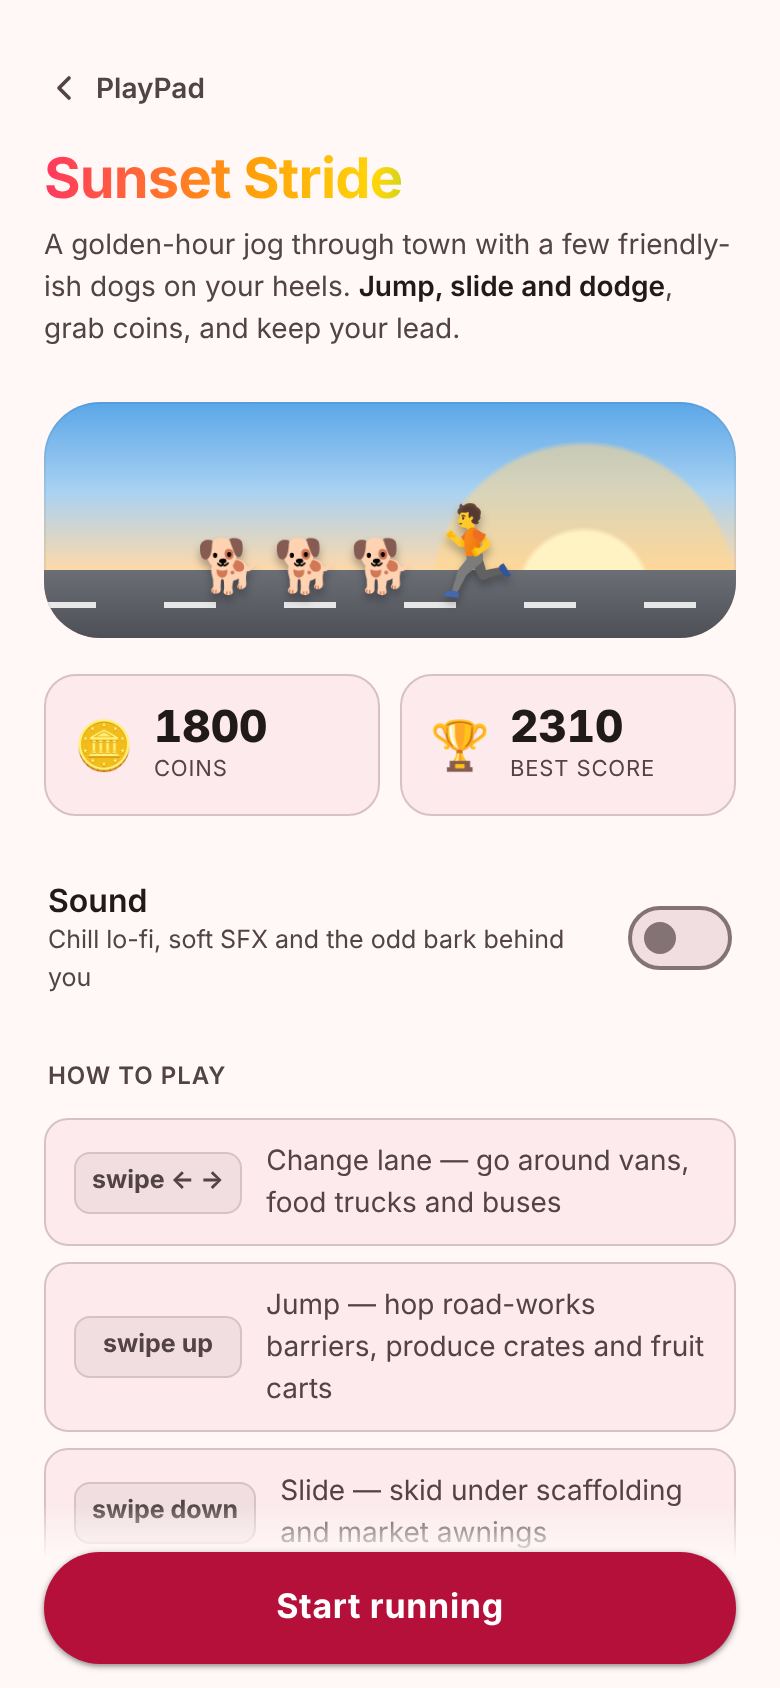 PlayPad
Sunset Stride
A golden-hour jog through town with a few friendly-
ish dogs on your heels. Jump, slide and dodge,
grab coins, and keep your lead.
1800
COINS
2310
BEST SCORE
Sound
Chill lo-fi, soft SFX and the odd bark behind
you
HOW TO PLAY
swipe ← →
Change lane — go around vans,
food trucks and buses
swipe up
Jump — hop road-works
barriers, produce crates and fruit
carts
swipe down
Slide — skid under scaffolding
and market awnings
Start running